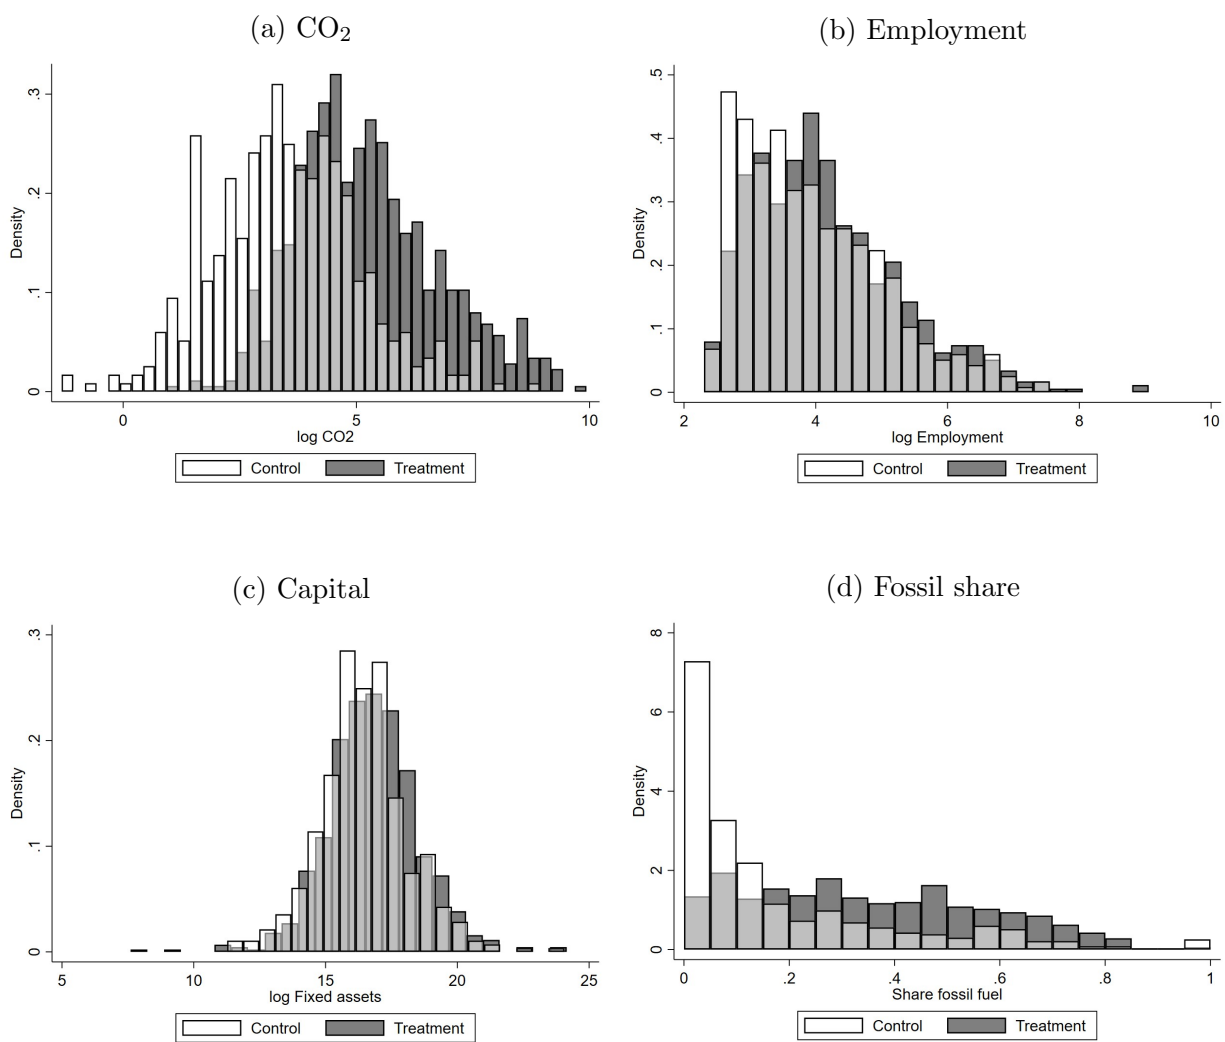 (a) CO₂
(b) Employment
Density
0
.1
.2
.3
0
5
10
log CO2
Control
Treatment
Density
0
.1
.2
.3
.4
.5
2
4
6
8
10
log Employment
Control
Treatment
(c) Capital
(d) Fossil share
Density
0
.1
.2
.3
5
10
15
20
25
log Fixed assets
Control
Treatment
Density
0
2
4
6
8
0
.2
.4
.6
.8
1
Share fossil fuel
Control
Treatment